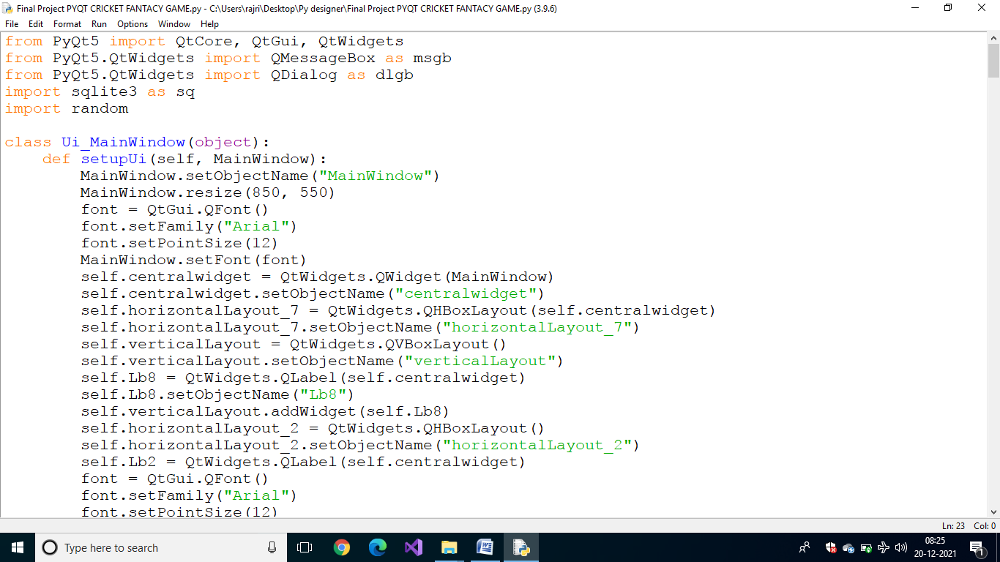 Final Project PYQT CRICKET FANTACY GAME.py - C:\Users\rajri\Desktop\Py designer\Final Project PYQT CRICKET FANTACY GAME.py (3.9.6)
File Edit Format Run Options Window Help
from PyQt5 import QtCore, QtGui, QtWidgets
from PyQt5.QtWidgets import QMessageBox as msgb
from PyQt5.QtWidgets import QDialog as dlgb
import sqlite3 as sq
import random

class Ui_MainWindow(object):
    def setupUi(self, MainWindow):
        MainWindow.setObjectName("MainWindow")
        MainWindow.resize(850, 550)
        font = QtGui.QFont()
        font.setFamily("Arial")
        font.setPointSize(12)
        MainWindow.setFont(font)
        self.centralwidget = QtWidgets.QWidget(MainWindow)
        self.centralwidget.setObjectName("centralwidget")
        self.horizontalLayout_7 = QtWidgets.QHBoxLayout(self.centralwidget)
        self.horizontalLayout_7.setObjectName("horizontalLayout_7")
        self.verticalLayout = QtWidgets.QVBoxLayout()
        self.verticalLayout.setObjectName("verticalLayout")
        self.Lb8 = QtWidgets.QLabel(self.centralwidget)
        self.Lb8.setObjectName("Lb8")
        self.verticalLayout.addWidget(self.Lb8)
        self.horizontalLayout_2 = QtWidgets.QHBoxLayout()
        self.horizontalLayout_2.setObjectName("horizontalLayout_2")
        self.Lb2 = QtWidgets.QLabel(self.centralwidget)
        font = QtGui.QFont()
        font.setFamily("Arial")
        font.setPointSize(12)
Ln: 23 Col: 0
Type here to search
08:25
20-12-2021
1